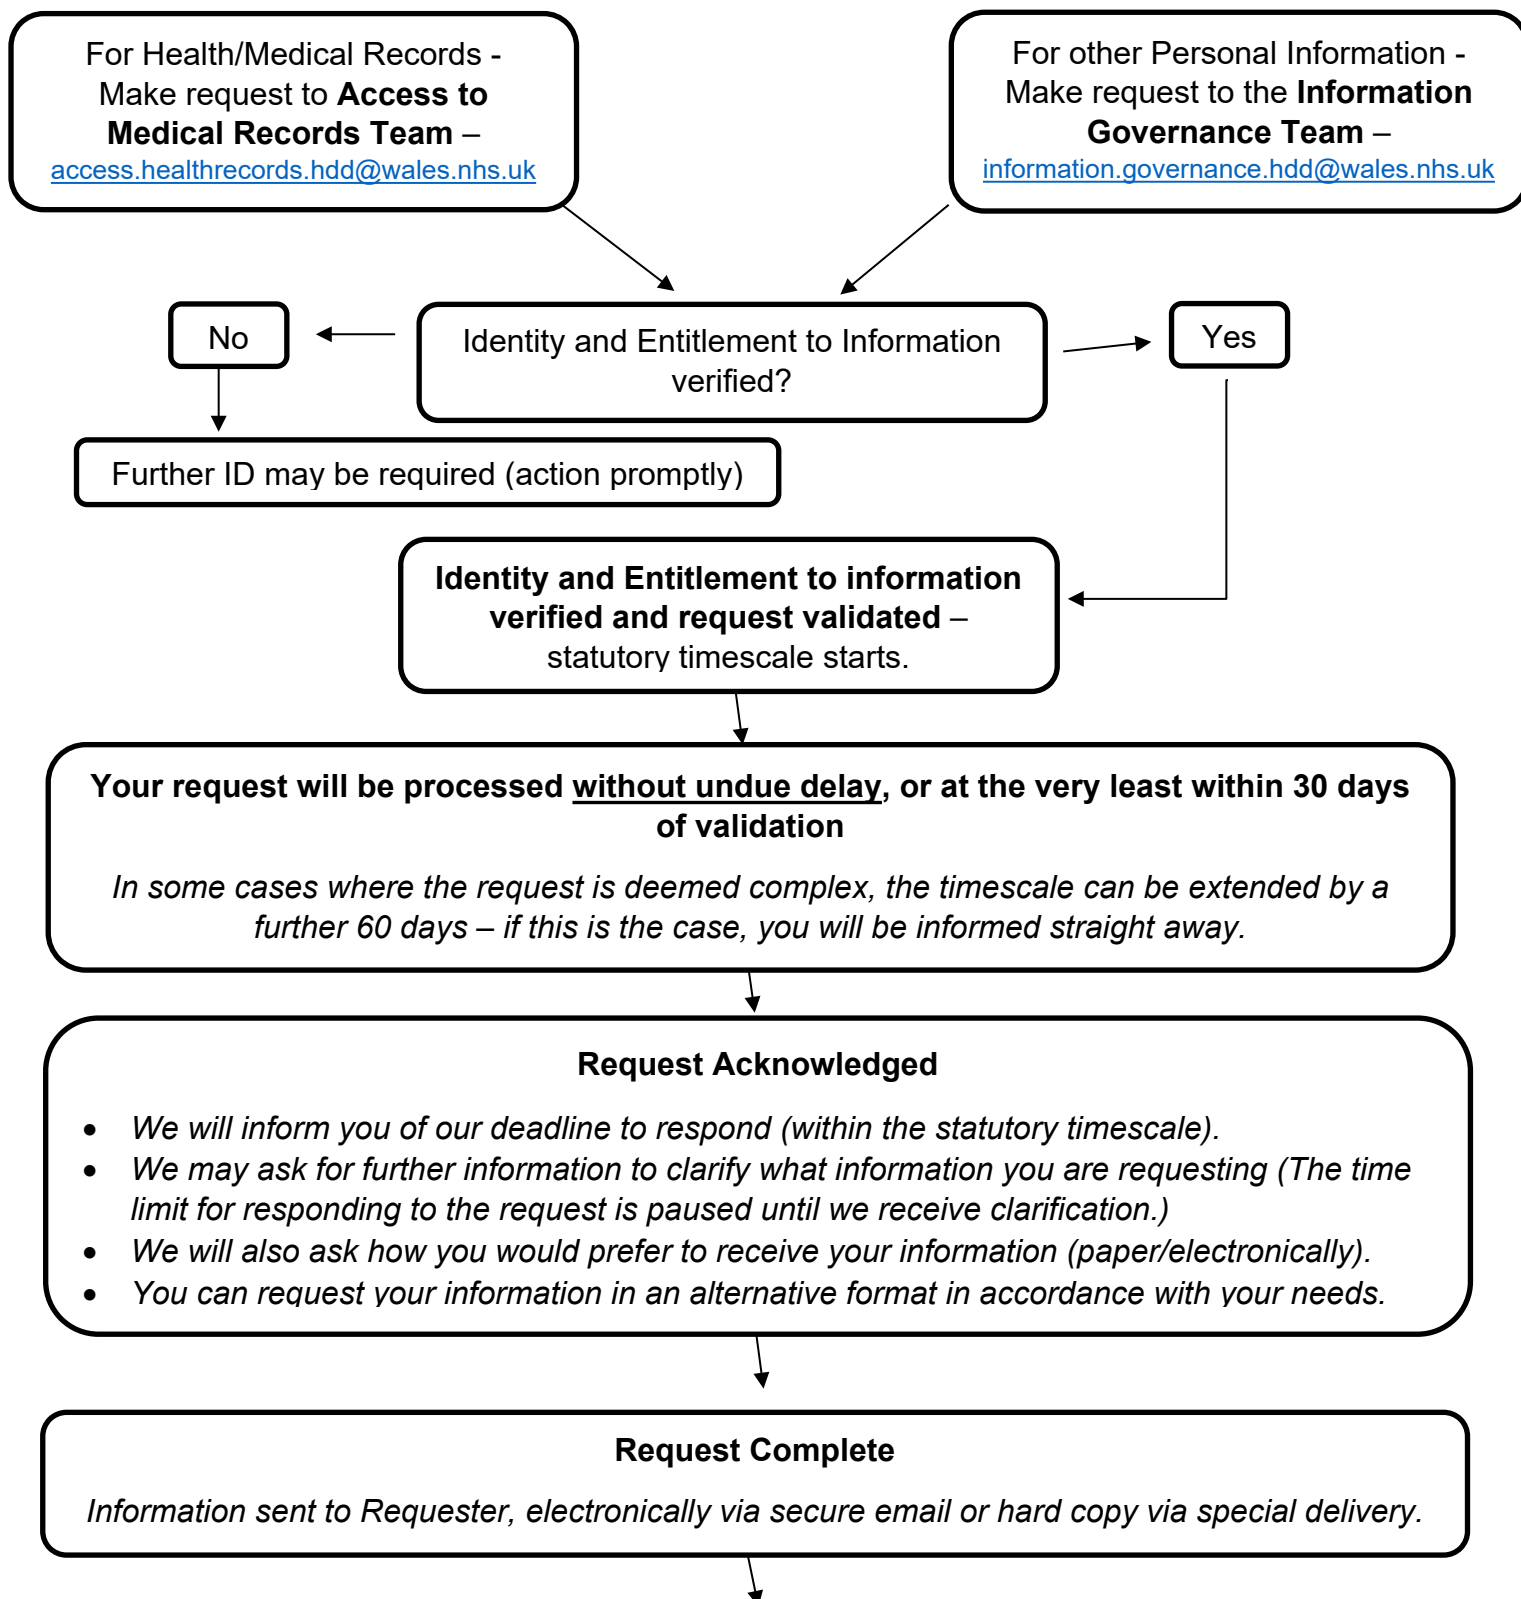 For Health/Medical Records -
Make request to Access to
Medical Records Team –
access.healthrecords.hdd@wales.nhs.uk
For other Personal Information -
Make request to the Information
Governance Team –
information.governance.hdd@wales.nhs.uk
No
Identity and Entitlement to Information
verified?
Yes
Further ID may be required (action promptly)
Identity and Entitlement to information
verified and request validated –
statutory timescale starts.
Your request will be processed without undue delay, or at the very least within 30 days
of validation
In some cases where the request is deemed complex, the timescale can be extended by a
further 60 days – if this is the case, you will be informed straight away.
Request Acknowledged
• We will inform you of our deadline to respond (within the statutory timescale).
• We may ask for further information to clarify what information you are requesting (The time
limit for responding to the request is paused until we receive clarification.)
• We will also ask how you would prefer to receive your information (paper/electronically).
• You can request your information in an alternative format in accordance with your needs.
Request Complete
Information sent to Requester, electronically via secure email or hard copy via special delivery.